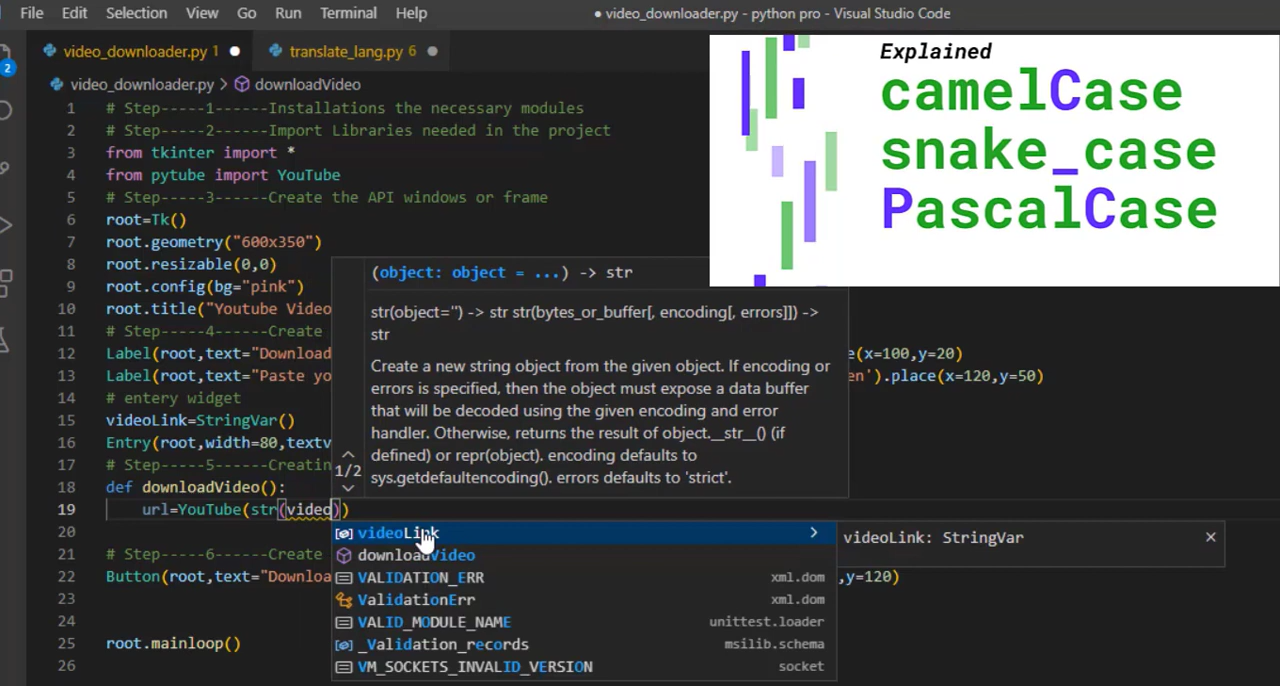 File Edit Selection View Go Run Terminal Help ● video_downloader.py - python pro - Visual Studio Code
video_downloader.py 1 ● translate_lang.py 6 ●
2
video_downloader.py > downloadVideo
1 # Step-----1------Installations the necessary modules
2 # Step-----2------Import Libraries needed in the project
3 from tkinter import *
4 from pytube import YouTube
5 # Step-----3------Create the API windows or frame
6 root=Tk()
7 root.geometry("600x350")
8 root.resizable(0,0)
9 root.config(bg="pink")
10 root.title("Youtube Video
11 # Step-----4------Create
12 Label(root,text="Download e(x=100,y=20)
13 Label(root,text="Paste yo en').place(x=120,y=50)
14 # entery widget
15 videoLink=StringVar()
16 Entry(root,width=80,textv
17 # Step-----5------Creatin
18 def downloadVideo():
19 url=YouTube(str(video))
20
21 # Step-----6------Create
22 Button(root,text="Downloa ,y=120)
23
24
25 root.mainloop()
26
Explained
camelCase
snake_case
PascalCase
(object: object = ...) -> str
str(object='') -> str str(bytes_or_buffer[, encoding[, errors]]) ->
str
Create a new string object from the given object. If encoding or
errors is specified, then the object must expose a data buffer
that will be decoded using the given encoding and error
handler. Otherwise, returns the result of object.__str__() (if
defined) or repr(object). encoding defaults to
sys.getdefaultencoding(). errors defaults to 'strict'.
1/2
videoLink >
downloadVideo
VALIDATION_ERR xml.dom
ValidationErr xml.dom
VALID_MODULE_NAME unittest.loader
_Validation_records msilib.schema
VM_SOCKETS_INVALID_VERSION socket
videoLink: StringVar ×